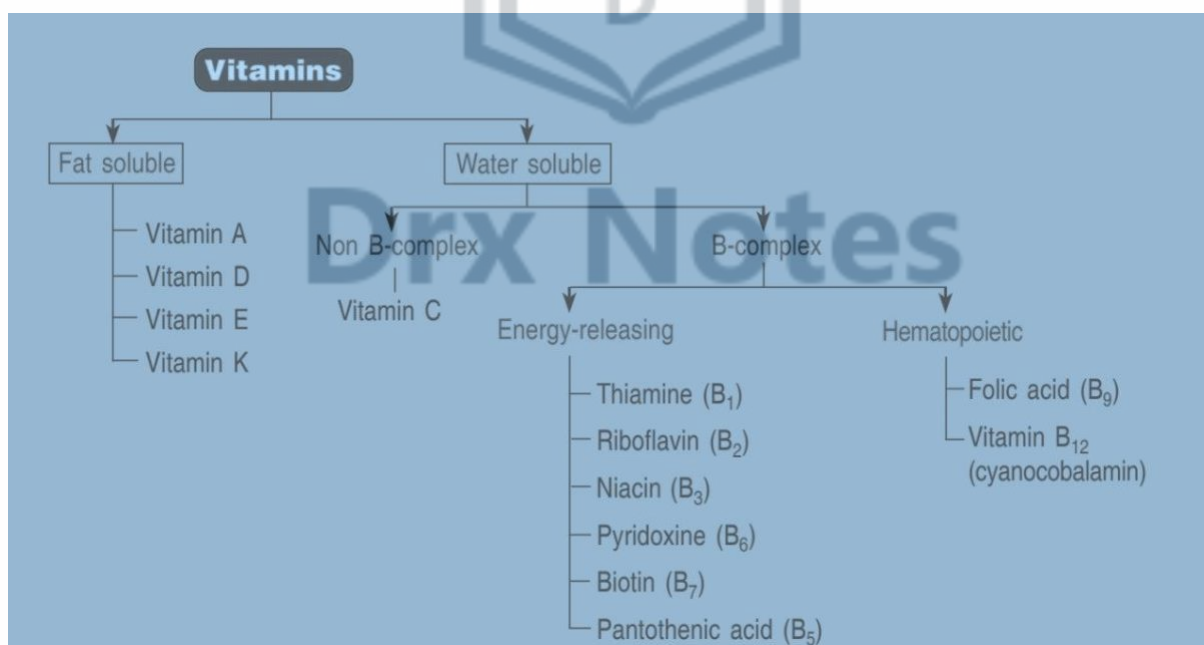 D
Vitamins
Fat soluble
Water soluble
Vitamin A
Vitamin D
Vitamin E
Vitamin K
Non B-complex
Vitamin C
B-complex
Energy-releasing
Thiamine (B₁)
Riboflavin (B₂)
Niacin (B₃)
Pyridoxine (B₆)
Biotin (B₇)
Pantothenic acid (B₅)
Hematopoietic
Folic acid (B₉)
Vitamin B₁₂
(cyanocobalamin)
Drx Notes